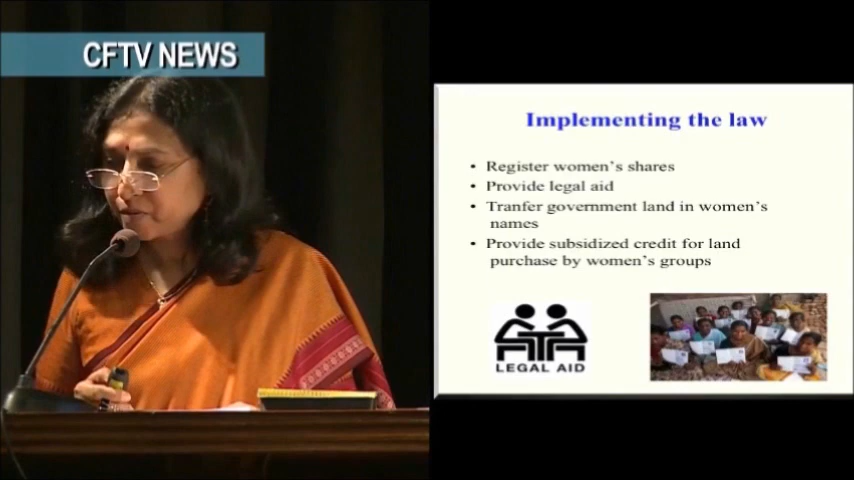 CFTV NEWS
Implementing the law
• Register women's shares
• Provide legal aid
• Tranfer government land in women's
names
• Provide subsidized credit for land
purchase by women's groups
LEGAL AID